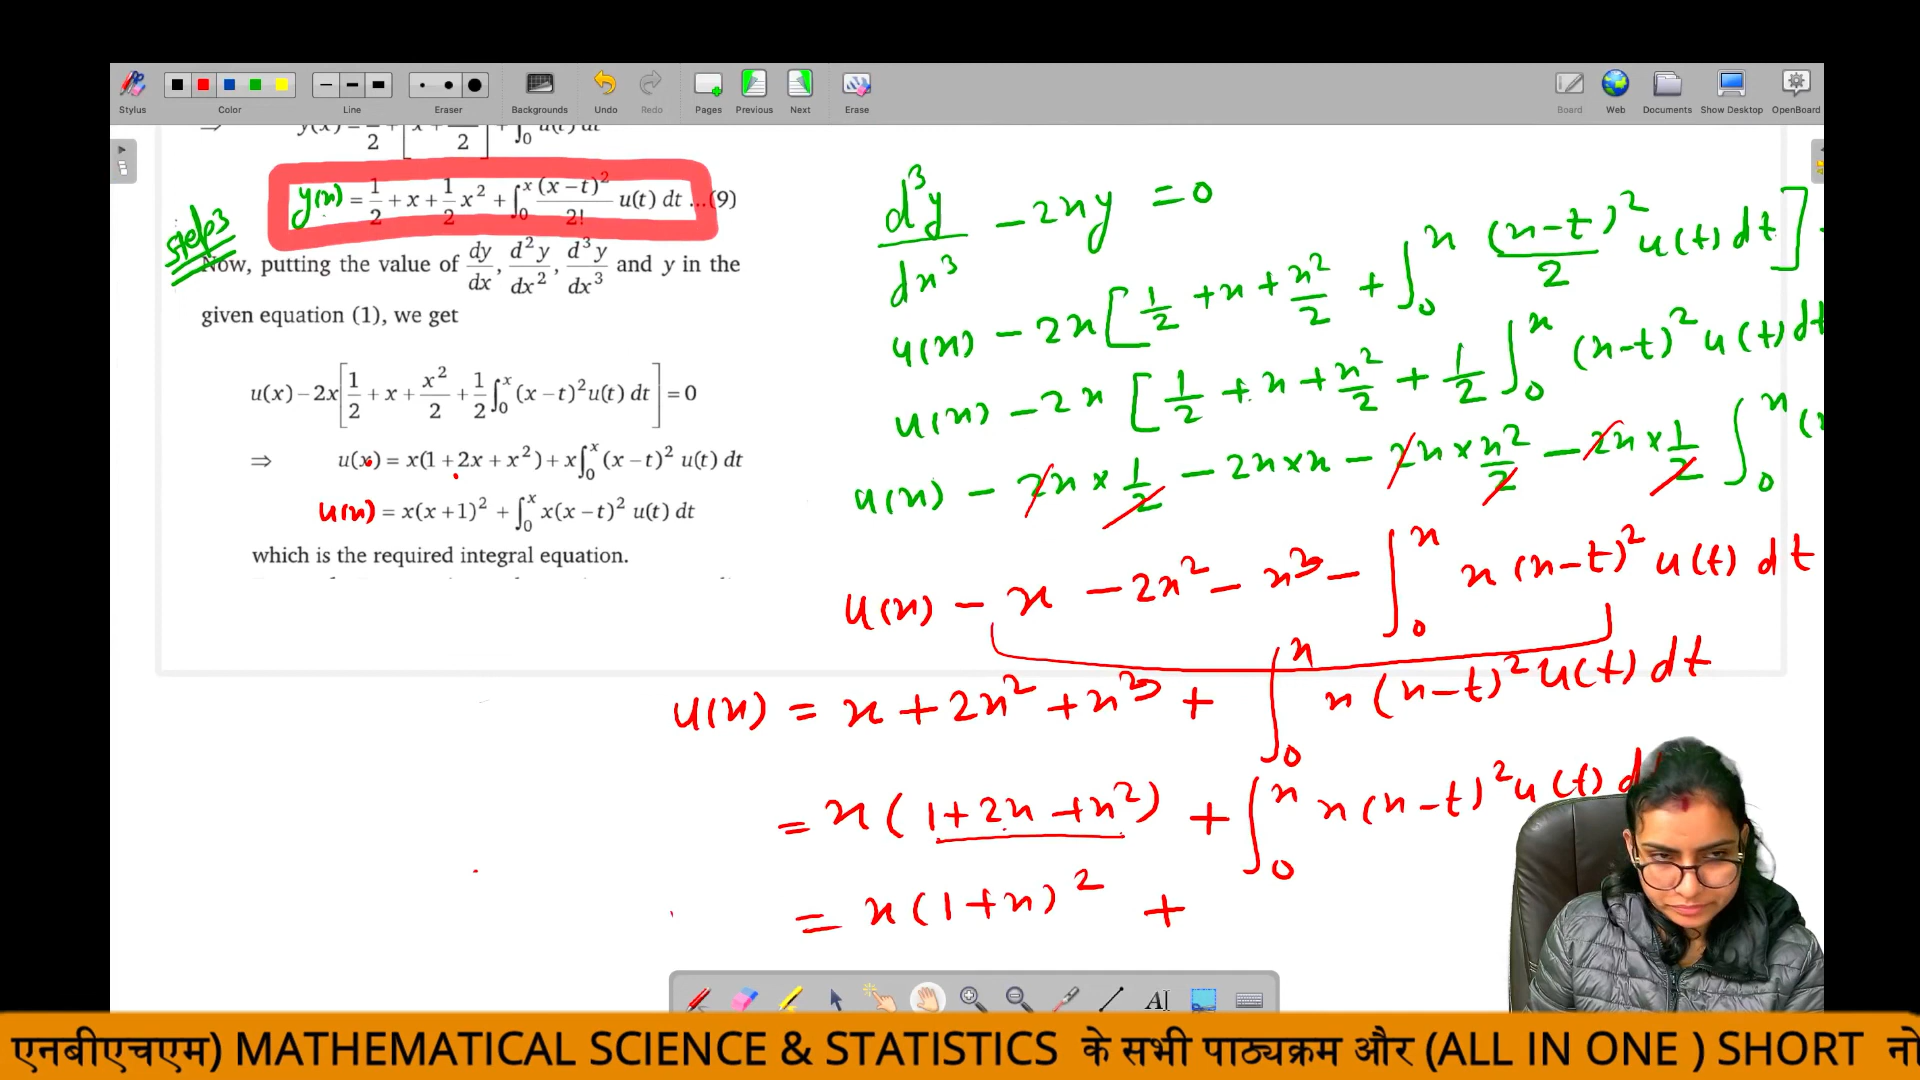 Stylus Color Line Eraser Backgrounds Undo Redo Pages Previous Next Erase Board Web Documents Show Desktop OpenBoard
y(x) = 1/2 + x + 1/2 x² + ∫₀ˣ (x – t)²/2! u(t) dt ...(9)
Step3
Now, putting the value of dy/dx, d²y/dx², d³y/dx³ and y in the
given equation (1), we get
u(x) – 2x[1/2 + x + x²/2 + 1/2 ∫₀ˣ (x – t)² u(t) dt] = 0
⇒ u(x) = x(1 + 2x + x²) + x∫₀ˣ (x – t)² u(t) dt
u(x) = x(x + 1)² + ∫₀ˣ x(x – t)² u(t) dt
which is the required integral equation.
d³y/dx³ – 2xy = 0
u(x) – 2x[1/2 + x + x²/2 + ∫₀ˣ (x–t)²/2 u(t) dt]
u(x) – 2x[1/2 + x + x²/2 + 1/2 ∫₀ˣ (x–t)² u(t) dt
u(x) – 2x × 1/2 – 2x × x – 2x × x²/2 – 2x × 1/2 ∫₀ˣ
u(x) – x – 2x² – x³ – ∫₀ˣ x(x–t)² u(t) dt
u(x) = x + 2x² + x³ + ∫₀ˣ x(x–t)² u(t) dt
= x(1+2x+x²) + ∫₀ˣ x(x–t)² u(t) d
= x(1+x)² +
एनबीएचएम) MATHEMATICAL SCIENCE & STATISTICS के सभी पाठ्यक्रम और (ALL IN ONE ) SHORT नो